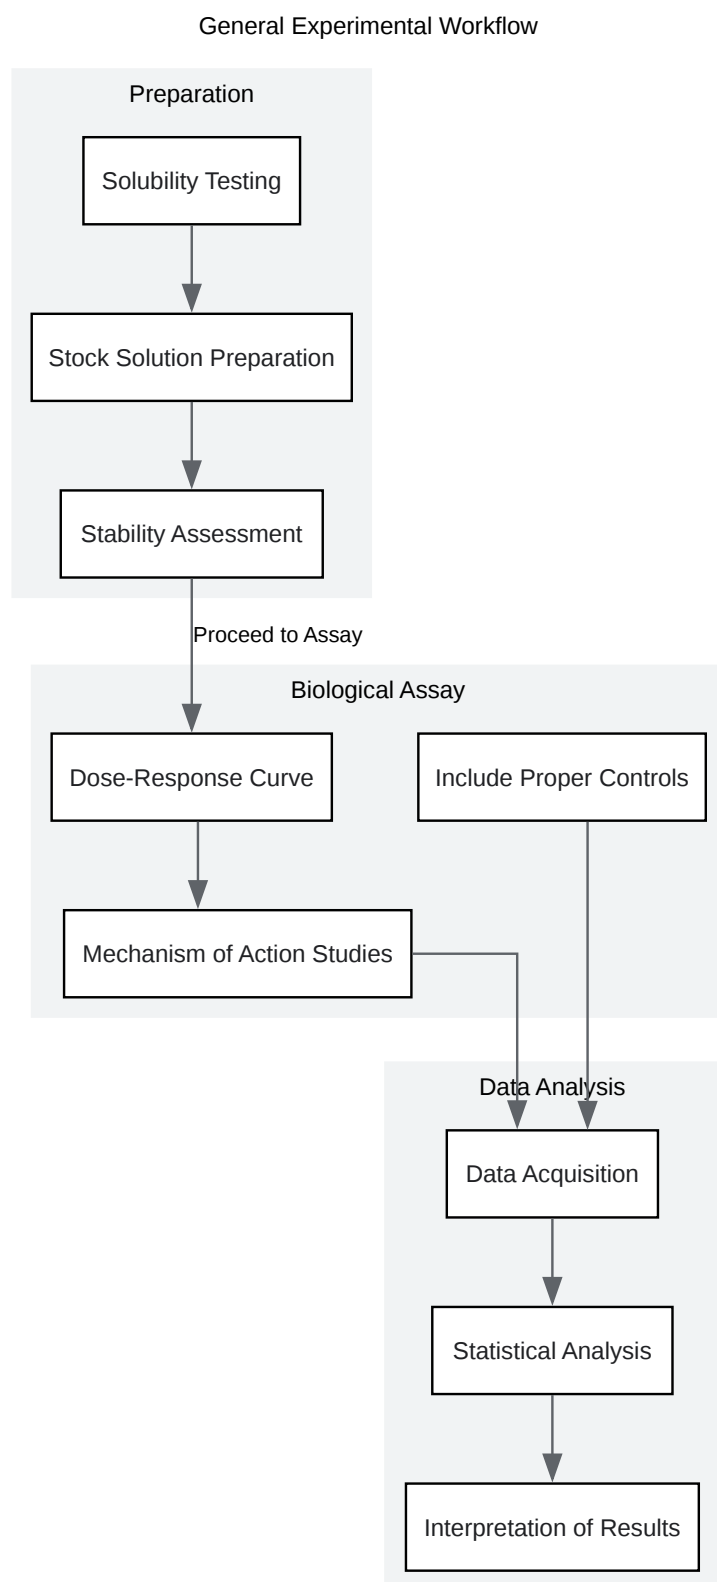 General Experimental Workflow
Preparation
Solubility Testing
Stock Solution Preparation
Stability Assessment
Proceed to Assay
Biological Assay
Dose-Response Curve
Include Proper Controls
Mechanism of Action Studies
Data Analysis
Data Acquisition
Statistical Analysis
Interpretation of Results